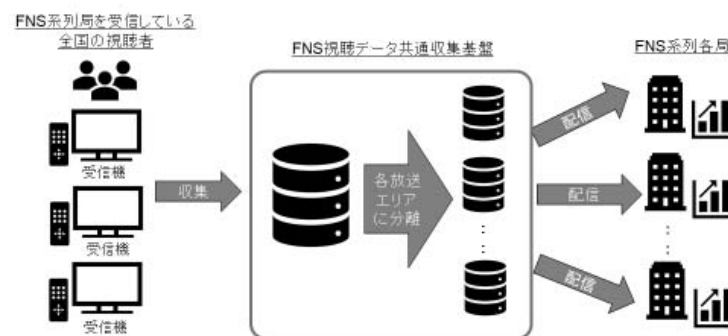 FNS系列局を受信している
全国の視聴者
FNS視聴データ共通収集基盤
FNS系列各局
受信機
受信機
受信機
収集
各放送
エリア
に分離
配信
配信
配信